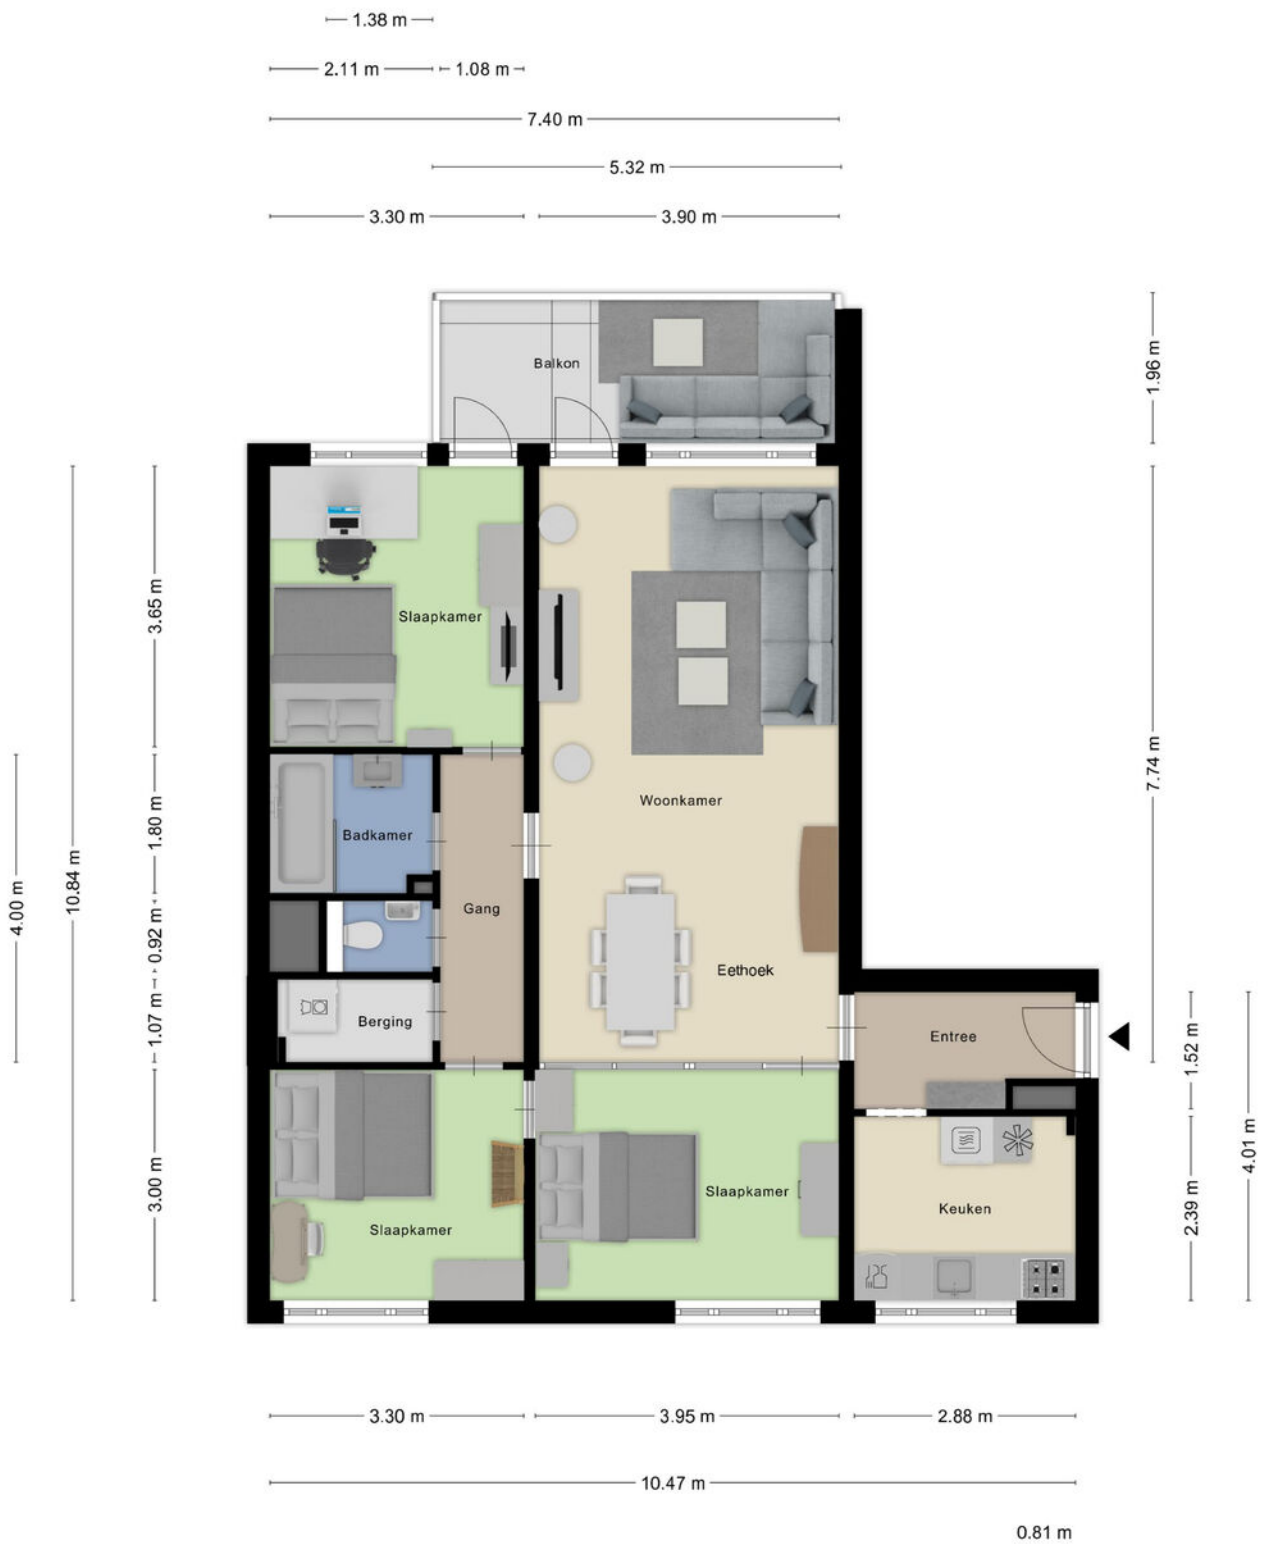 1.38 m
2.11 m
1.08 m
7.40 m
5.32 m
3.30 m
3.90 m
Balkon
1.96 m
3.65 m
Slaapkamer
7.74 m
Woonkamer
1.80 m
Badkamer
4.00 m
10.84 m
0.92 m
Gang
Eethoek
1.07 m
Berging
Entree
1.52 m
4.01 m
3.00 m
Slaapkamer
Slaapkamer
Keuken
2.39 m
3.30 m
3.95 m
2.88 m
10.47 m
0.81 m